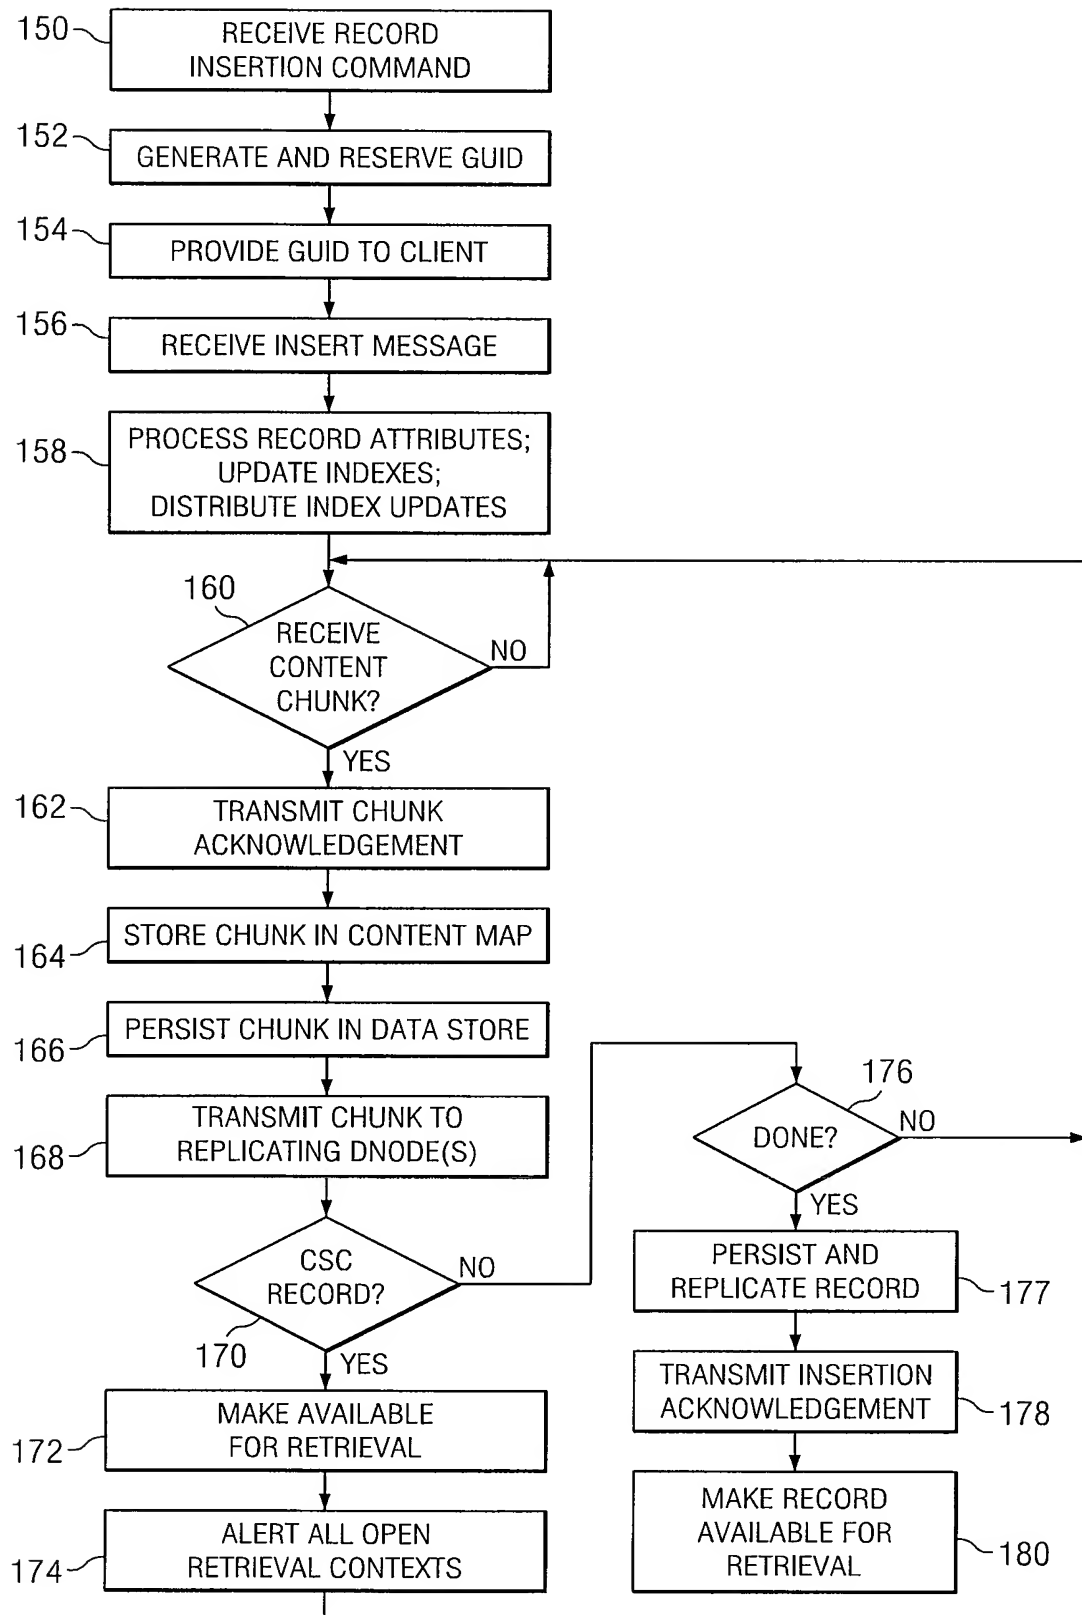 150
RECEIVE RECORD
INSERTION COMMAND
152
GENERATE AND RESERVE GUID
154
PROVIDE GUID TO CLIENT
156
RECEIVE INSERT MESSAGE
158
PROCESS RECORD ATTRIBUTES;
UPDATE INDEXES;
DISTRIBUTE INDEX UPDATES
160
RECEIVE
CONTENT
CHUNK?
NO
YES
162
TRANSMIT CHUNK
ACKNOWLEDGEMENT
164
STORE CHUNK IN CONTENT MAP
166
PERSIST CHUNK IN DATA STORE
168
TRANSMIT CHUNK TO
REPLICATING DNODE(S)
CSC
RECORD?
NO
170
YES
172
MAKE AVAILABLE
FOR RETRIEVAL
174
ALERT ALL OPEN
RETRIEVAL CONTEXTS
176
DONE?
NO
YES
PERSIST AND
REPLICATE RECORD
177
TRANSMIT INSERTION
ACKNOWLEDGEMENT
178
MAKE RECORD
AVAILABLE FOR
RETRIEVAL
180